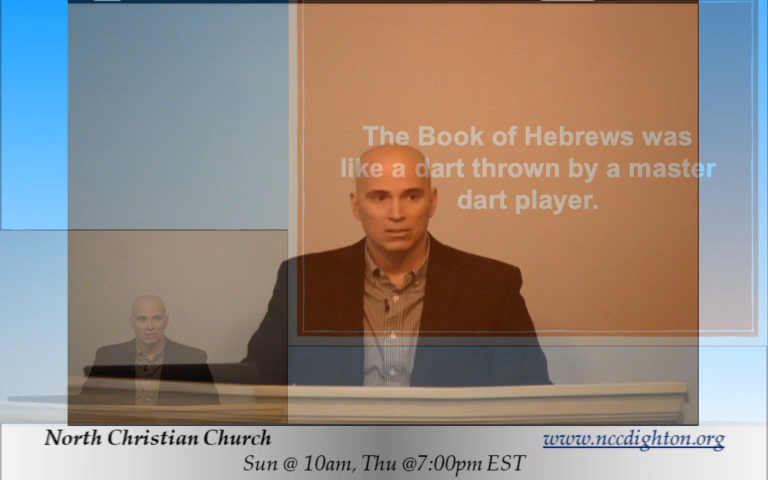 The Book of Hebrews was
like a dart thrown by a master
dart player.
North Christian Church
www.nccdighton.org
Sun @ 10am, Thu @7:00pm EST